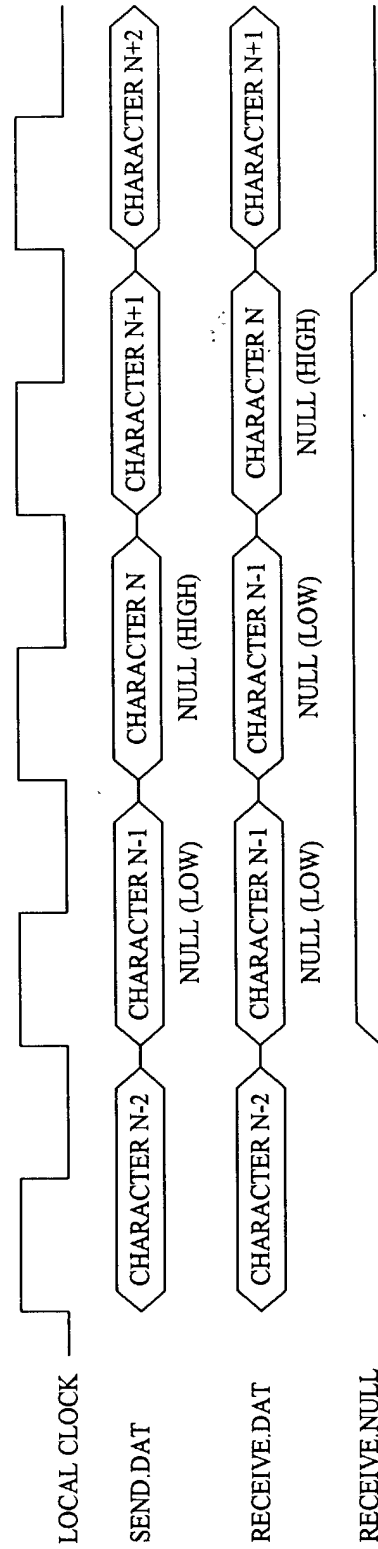 LOCAL CLOCK
SEND.DAT
CHARACTER N-2
CHARACTER N-1
CHARACTER N
CHARACTER N+1
CHARACTER N+2
NULL (LOW)
NULL (HIGH)
RECEIVE.DAT
CHARACTER N-2
CHARACTER N-1
CHARACTER N-1
CHARACTER N
CHARACTER N+1
NULL (LOW)
NULL (LOW)
NULL (HIGH)
RECEIVE.NULL